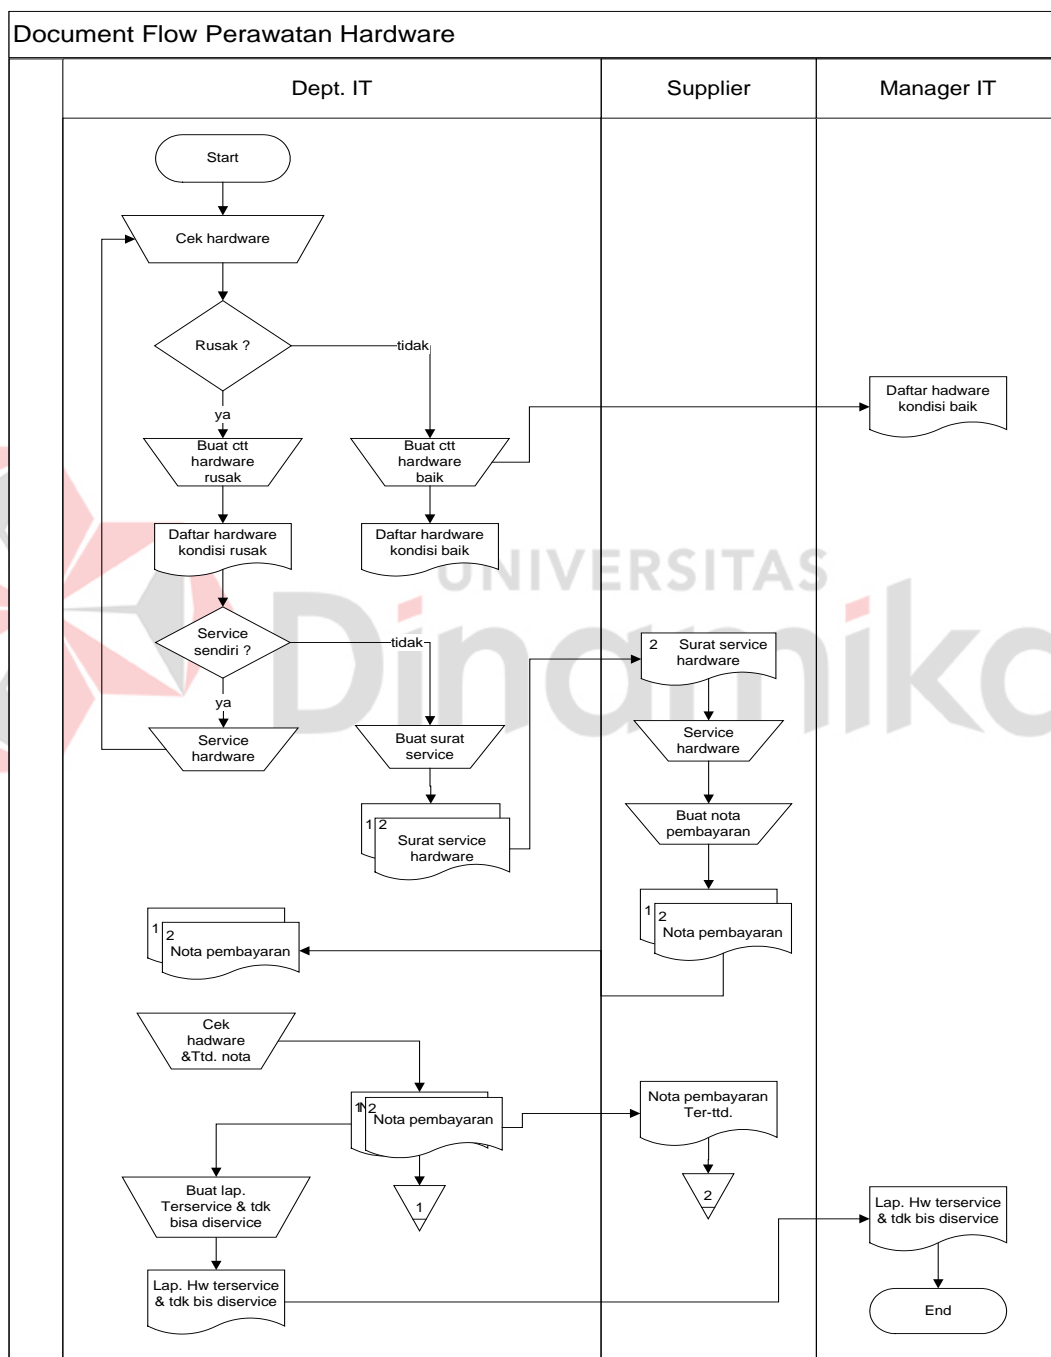 Document Flow Perawatan Hardware
Dept. IT
Supplier
Manager IT
Start
Cek hardware
Rusak ?
tidak
ya
Daftar hadware
kondisi baik
Buat ctt
hardware
rusak
Buat ctt
hardware
baik
Daftar hardware
kondisi rusak
Daftar hardware
kondisi baik
UNIVERSITAS
Dinamika
Service
sendiri ?
tidak
ya
2 Surat service
hardware
Service
hardware
Buat surat
service
Service
hardware
1 2
Surat service
hardware
Buat nota
pembayaran
1 2
Nota pembayaran
1 2
Nota pembayaran
Cek
hadware
&Ttd. nota
1 2
Nota pembayaran
Nota pembayaran
Ter-ttd.
Buat lap.
Terservice & tdk
bisa diservice
1
2
Lap. Hw terservice
& tdk bis diservice
Lap. Hw terservice
& tdk bis diservice
End